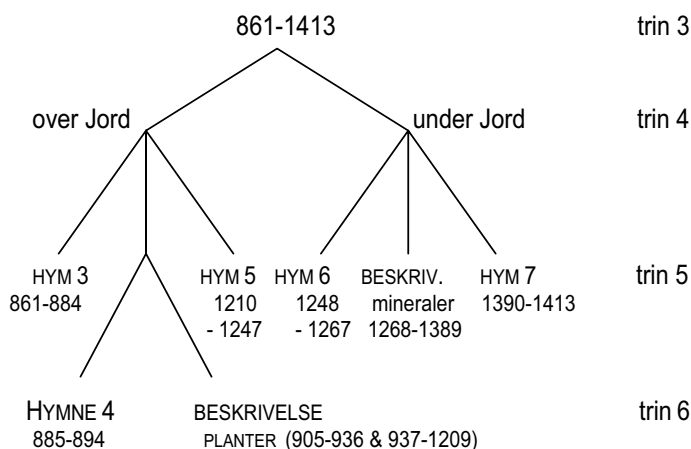 861-1413 trin 3
over Jord under Jord trin 4
HYM 3 HYM 5 HYM 6 BESKRIV. HYM 7 trin 5
861-884 1210 1248 mineraler 1390-1413
- 1247 - 1267 1268-1389
HYMNE 4 BESKRIVELSE trin 6
885-894 PLANTER (905-936 & 937-1209)